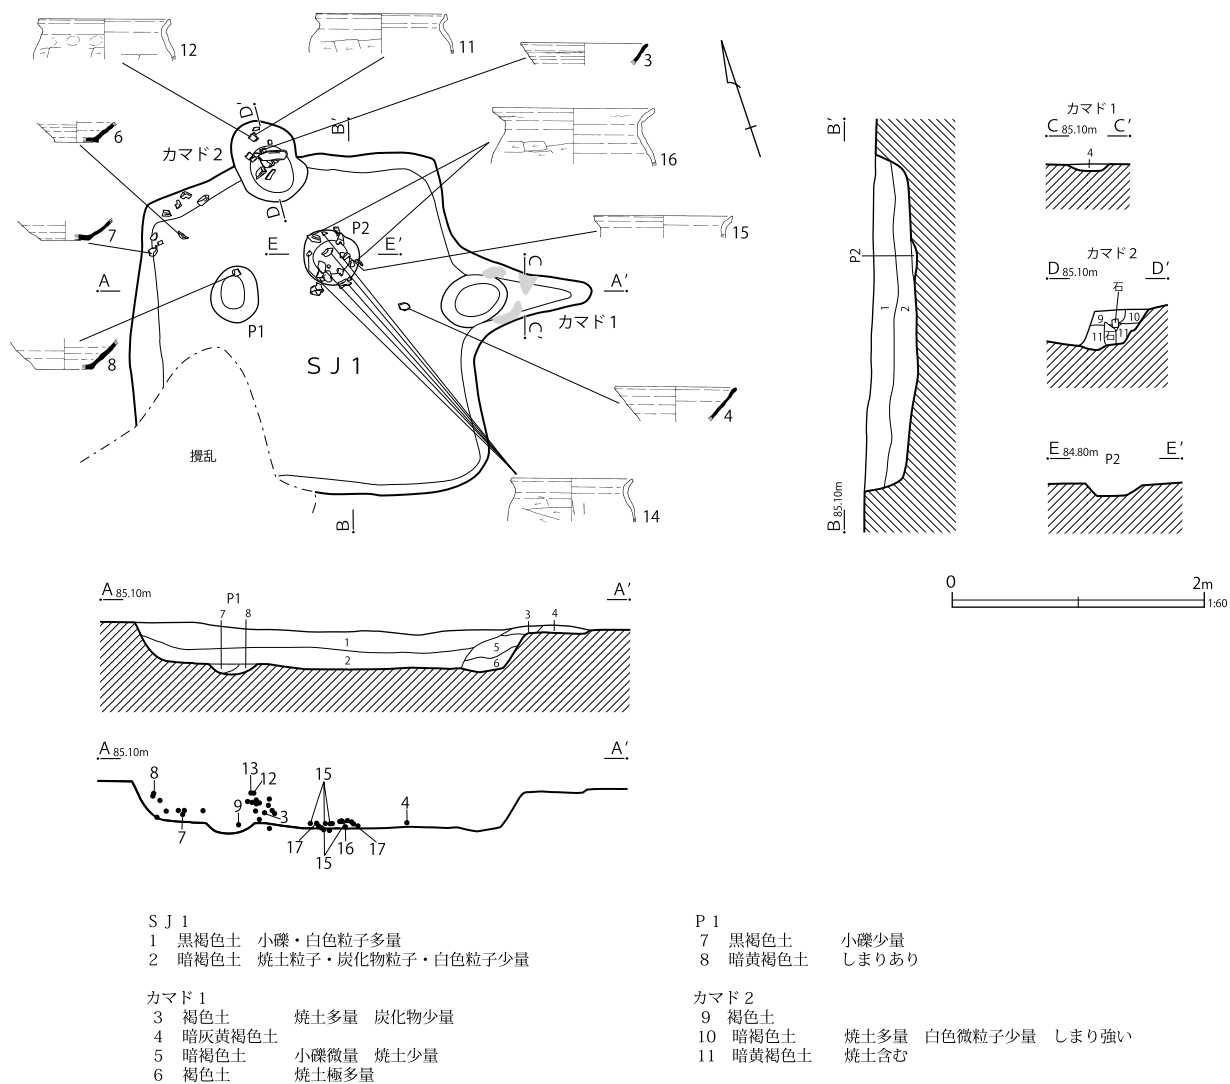 12
11
3
6
16
カマド2
D′
B′
D
7
E
P2
E′
15
A
A′
C
C′
P1
カマド1
8
SJ1
4
攪乱
14
B
B′
P2
1
2
B 85.10m
カマド1
C 85.10m C′
4
カマド2
D 85.10m D′
石
9
10
11
石
11
E 84.80m P2 E′
0 2m
1:60
A 85.10m A′
P1
7 8 3 4
1
2
5
6
A 85.10m A′
8
13
12
15
4
9
3
7
17
15
16
17
SJ1
1 黒褐色土 小礫・白色粒子多量
2 暗褐色土 焼土粒子・炭化物粒子・白色粒子少量
カマド1
3 褐色土 焼土多量 炭化物少量
4 暗灰黄褐色土
5 暗褐色土 小礫微量 焼土少量
6 褐色土 焼土極多量
P1
7 黒褐色土 小礫少量
8 暗黄褐色土 しまりあり
カマド2
9 褐色土
10 暗褐色土 焼土多量 白色微粒子少量 しまり強い
11 暗黄褐色土 焼土含む